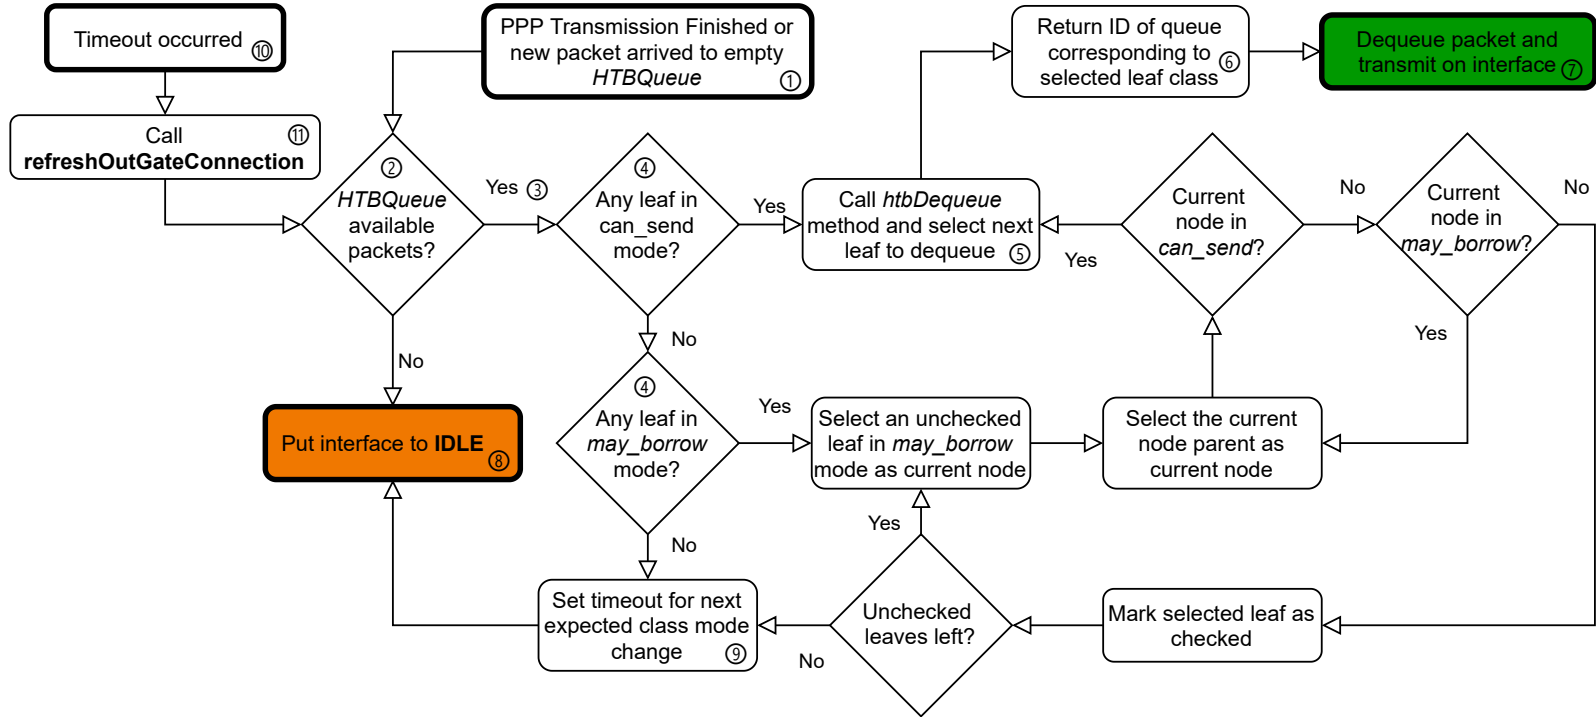 Timeout occurred
⑩
PPP Transmission Finished or
new packet arrived to empty
HTBQueue
①
Return ID of queue
corresponding to
selected leaf class
⑥
Dequeue packet and
transmit on interface
⑦
Call
refreshOutGateConnection
⑪
②
HTBQueue
available
packets?
Yes ③
④
Any leaf in
can_send
mode?
Yes
Call htbDequeue
method and select next
leaf to dequeue
⑤
Yes
Current
node in
can_send?
No
Current
node in
may_borrow?
No
No
No
Yes
Put interface to IDLE
⑧
④
Any leaf in
may_borrow
mode?
Yes
Select an unchecked
leaf in may_borrow
mode as current node
Select the current
node parent as
current node
No
Yes
Set timeout for next
expected class mode
change
⑨
No
Unchecked
leaves left?
Mark selected leaf as
checked